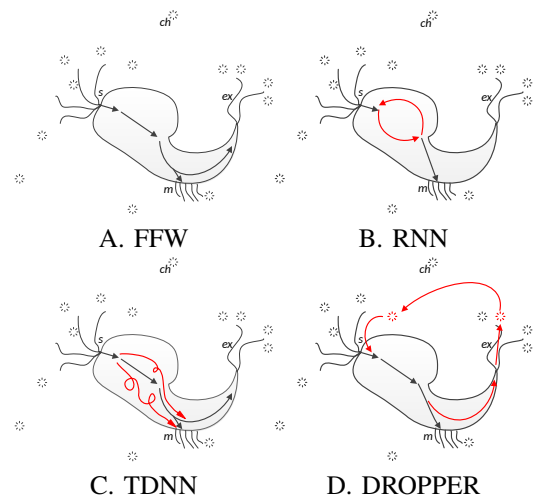 ch ch
s ex s ex
m m
A. FFW B. RNN
ch ch
s ex s ex
m m
C. TDNN D. DROPPER